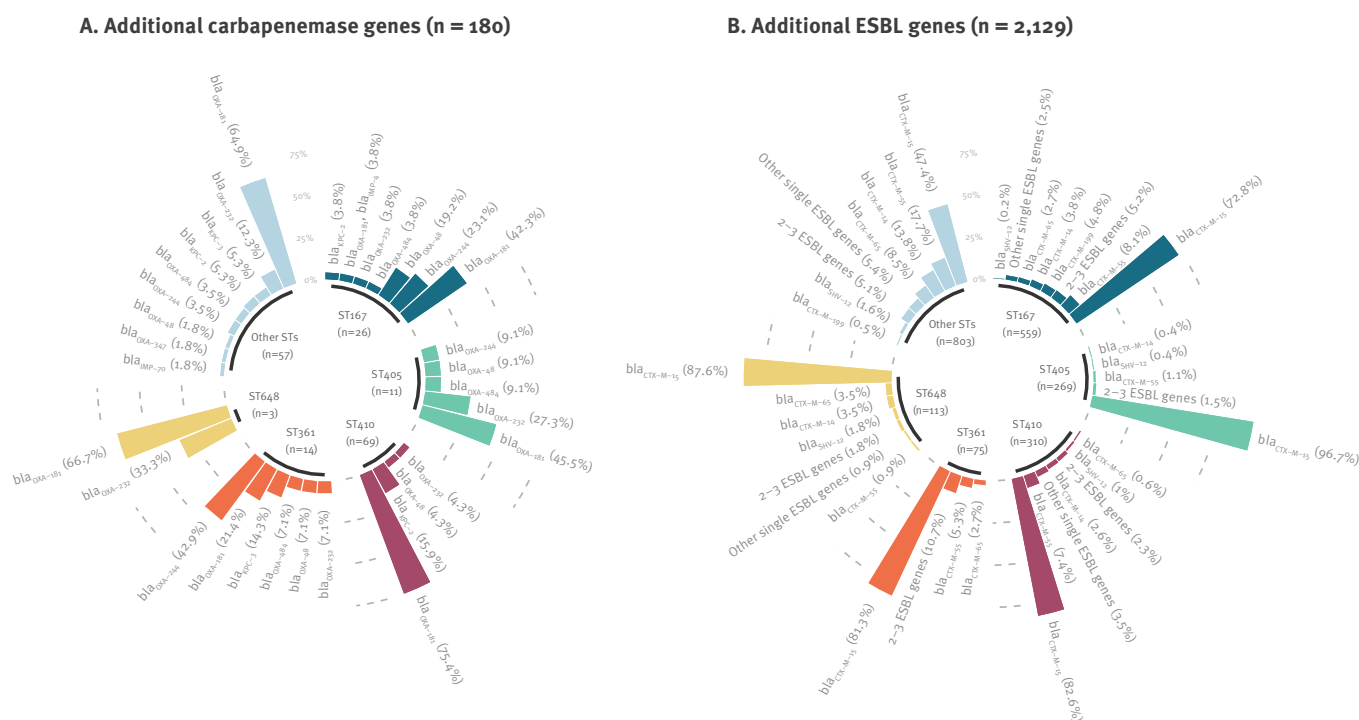 A. Additional carbapenemase genes (n = 180)
75%
50%
25%
0%
ST167
(n=26)
blaKPC-2 (3.8%)
blaOXA-181, blaIMP-4 (3.8%)
blaOXA-232 (3.8%)
blaOXA-484 (3.8%)
blaOXA-48 (19.2%)
blaOXA-244 (23.1%)
blaOXA-181 (42.3%)
ST405
(n=11)
blaOXA-244 (9.1%)
blaOXA-48 (9.1%)
blaOXA-484 (9.1%)
blaOXA-232 (27.3%)
blaOXA-181 (45.5%)
ST410
(n=69)
blaOXA-232 (4.3%)
blaOXA-48 (4.3%)
blaKPC-2 (15.9%)
blaOXA-181 (75.4%)
ST361
(n=14)
blaOXA-232 (7.1%)
blaOXA-48 (7.1%)
blaOXA-484 (7.1%)
blaKPC-3 (14.3%)
blaOXA-181 (21.4%)
blaOXA-244 (42.9%)
ST648
(n=3)
blaOXA-232 (33.3%)
blaOXA-181 (66.7%)
Other STs
(n=57)
blaIMP-70 (1.8%)
blaOXA-347 (1.8%)
blaOXA-48 (1.8%)
blaOXA-244 (3.5%)
blaOXA-484 (3.5%)
blaKPC-2 (5.3%)
blaKPC-3 (5.3%)
blaOXA-232 (12.3%)
blaOXA-181 (64.9%)
B. Additional ESBL genes (n = 2,129)
75%
50%
25%
0%
ST167
(n=559)
blaSHV-12 (0.2%)
Other single ESBL genes (2.5%)
blaCTX-M-65 (2.7%)
blaCTX-M-14 (3.8%)
blaCTX-M-199 (4.8%)
2–3 ESBL genes (5.2%)
blaCTX-M-55 (8.1%)
blaCTX-M-15 (72.8%)
ST405
(n=269)
blaCTX-M-14 (0.4%)
blaSHV-12 (0.4%)
blaCTX-M-55 (1.1%)
2–3 ESBL genes (1.5%)
blaCTX-M-15 (96.7%)
ST410
(n=310)
blaCTX-M-65 (0.6%)
blaSHV-12 (1%)
2–3 ESBL genes (2.3%)
blaCTX-M-14 (2.6%)
Other single ESBL genes (3.5%)
blaCTX-M-55 (7.4%)
blaCTX-M-15 (82.6%)
ST361
(n=75)
blaCTX-M-65 (2.7%)
blaCTX-M-55 (5.3%)
2–3 ESBL genes (10.7%)
blaCTX-M-15 (81.3%)
ST648
(n=113)
blaCTX-M-55 (0.9%)
Other single ESBL genes (0.9%)
2–3 ESBL genes (1.8%)
blaSHV-12 (1.8%)
blaCTX-M-14 (3.5%)
blaCTX-M-65 (3.5%)
blaCTX-M-15 (87.6%)
Other STs
(n=803)
blaCTX-M-199 (0.5%)
blaSHV-12 (1.6%)
2–3 ESBL genes (5.1%)
Other single ESBL genes (5.4%)
blaCTX-M-65 (8.5%)
blaCTX-M-14 (13.8%)
blaCTX-M-55 (17.7%)
blaCTX-M-15 (47.4%)